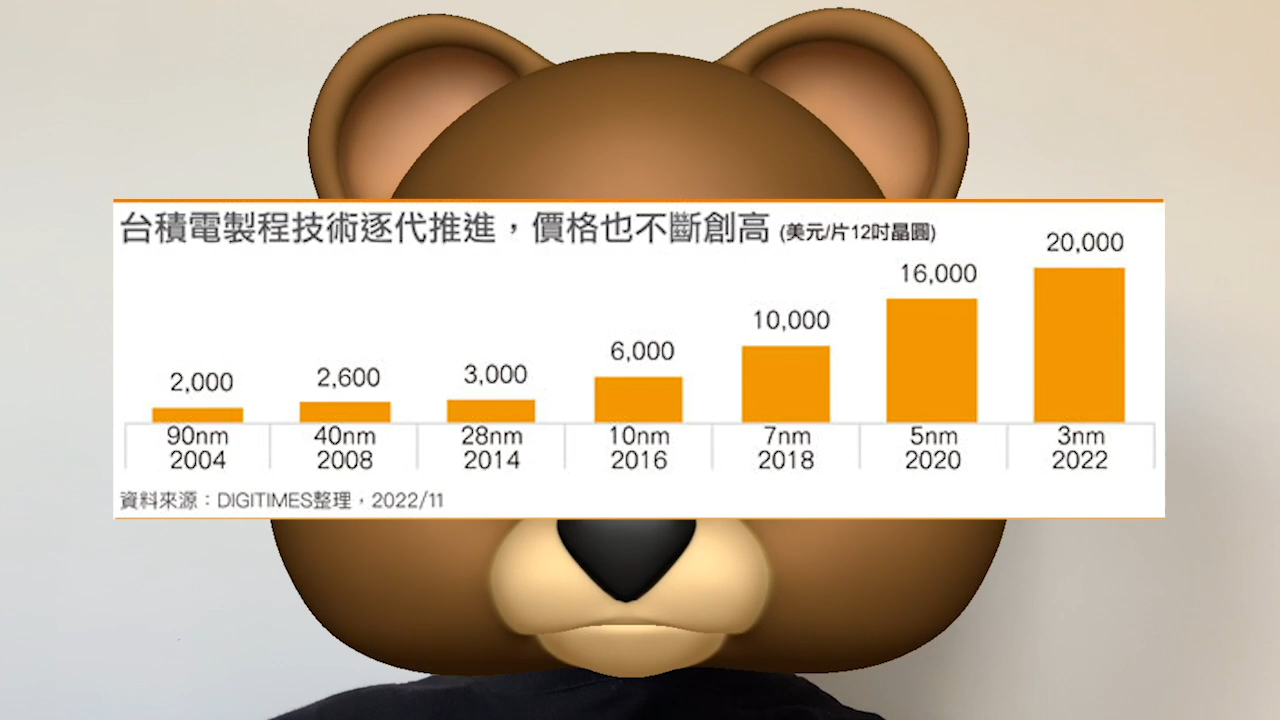 台積電製程技術逐代推進，價格也不斷創高 (美元/片12吋晶圓)
2,000 2,600 3,000 6,000 10,000 16,000 20,000
90nm 40nm 28nm 10nm 7nm 5nm 3nm
2004 2008 2014 2016 2018 2020 2022
資料來源：DIGITIMES整理，2022/11